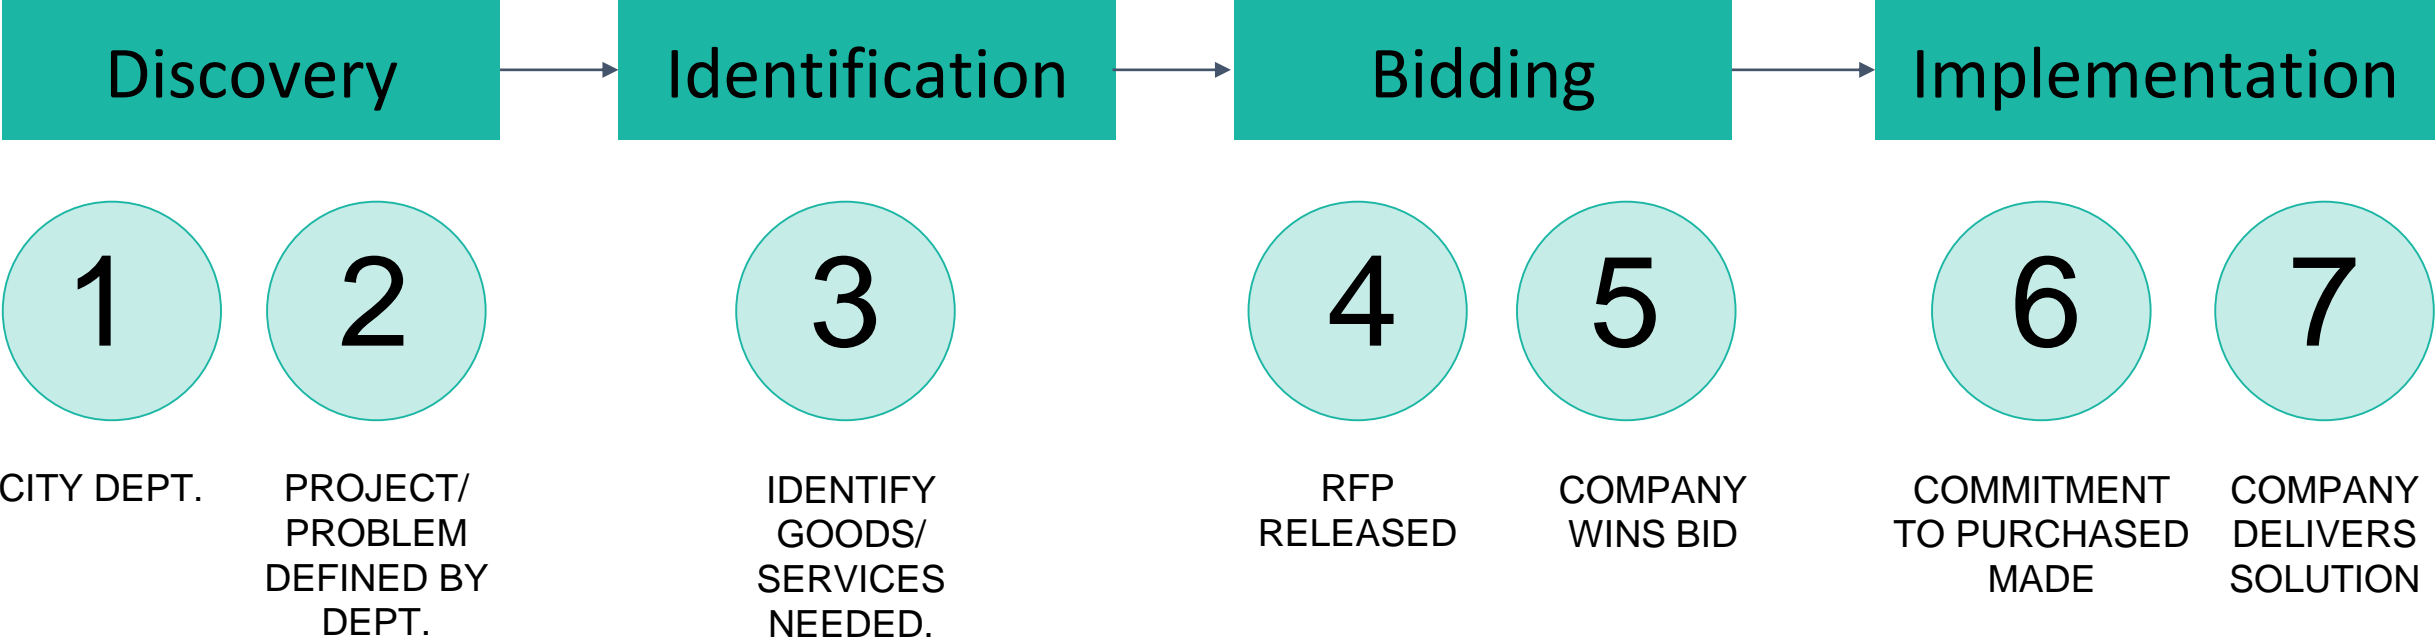 Discovery
Identification
Bidding
Implementation
1
2
3
4
5
6
7
CITY DEPT.
PROJECT/
PROBLEM
DEFINED BY
DEPT.
IDENTIFY
GOODS/
SERVICES
NEEDED.
RFP
RELEASED
COMPANY
WINS BID
COMMITMENT
TO PURCHASED
MADE
COMPANY
DELIVERS
SOLUTION